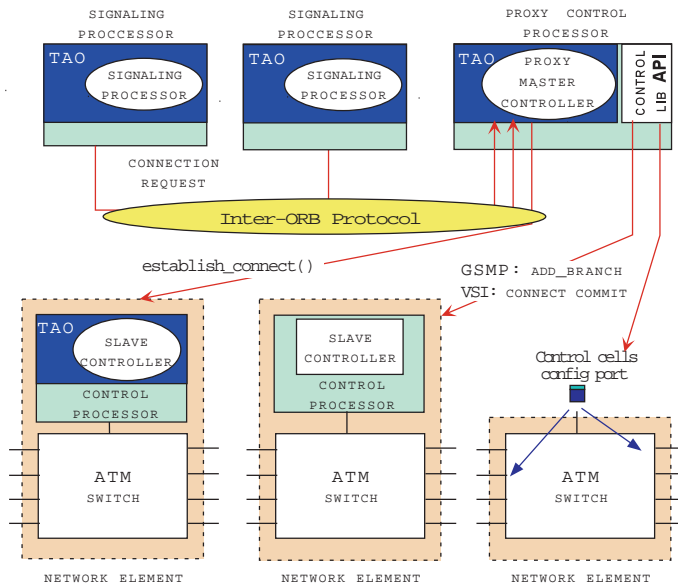 SIGNALING
PROCCESSOR
SIGNALING
PROCCESSOR
PROXY CONTROL
PROCESSOR
TAO
SIGNALING
PROCESSOR
TAO
SIGNALING
PROCESSOR
TAO
PROXY
MASTER
CONTROLLER
CONTROL
LIB API
CONNECTION
REQUEST
Inter-ORB Protocol
establish_connect()
GSMP: ADD_BRANCH
VSI: CONNECT COMMIT
TAO
SLAVE
CONTROLLER
CONTROL
PROCESSOR
ATM
SWITCH
SLAVE
CONTROLLER
CONTROL
PROCESSOR
ATM
SWITCH
Control cells
config port
ATM
SWITCH
NETWORK ELEMENT
NETWORK ELEMENT
NETWORK ELEMENT